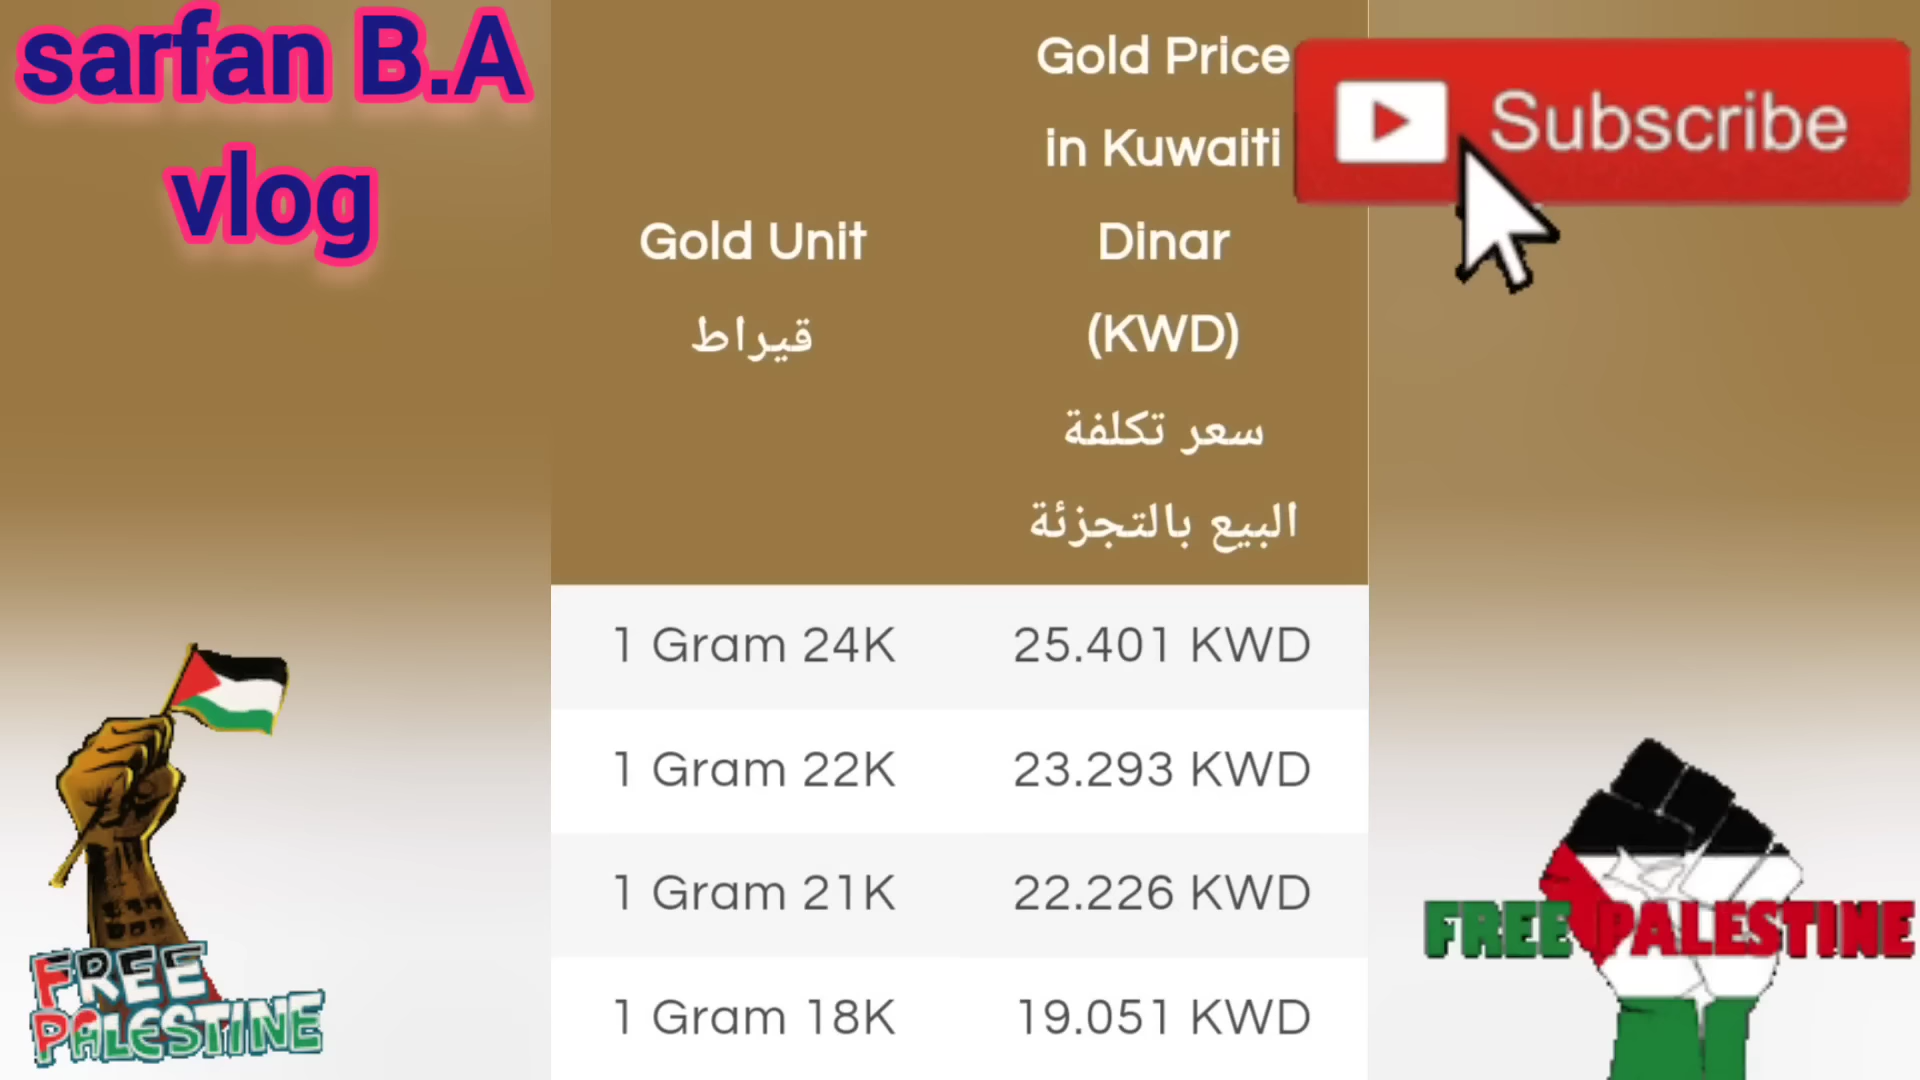 sarfan B.A
vlog
Gold Unit
قيراط
Gold Price
in Kuwaiti
Dinar
(KWD)
سعر تكلفة
البيع بالتجزئة
Subscribe
1 Gram 24K 25.401 KWD
1 Gram 22K 23.293 KWD
1 Gram 21K 22.226 KWD
1 Gram 18K 19.051 KWD
FREE
PALESTINE
FREE PALESTINE